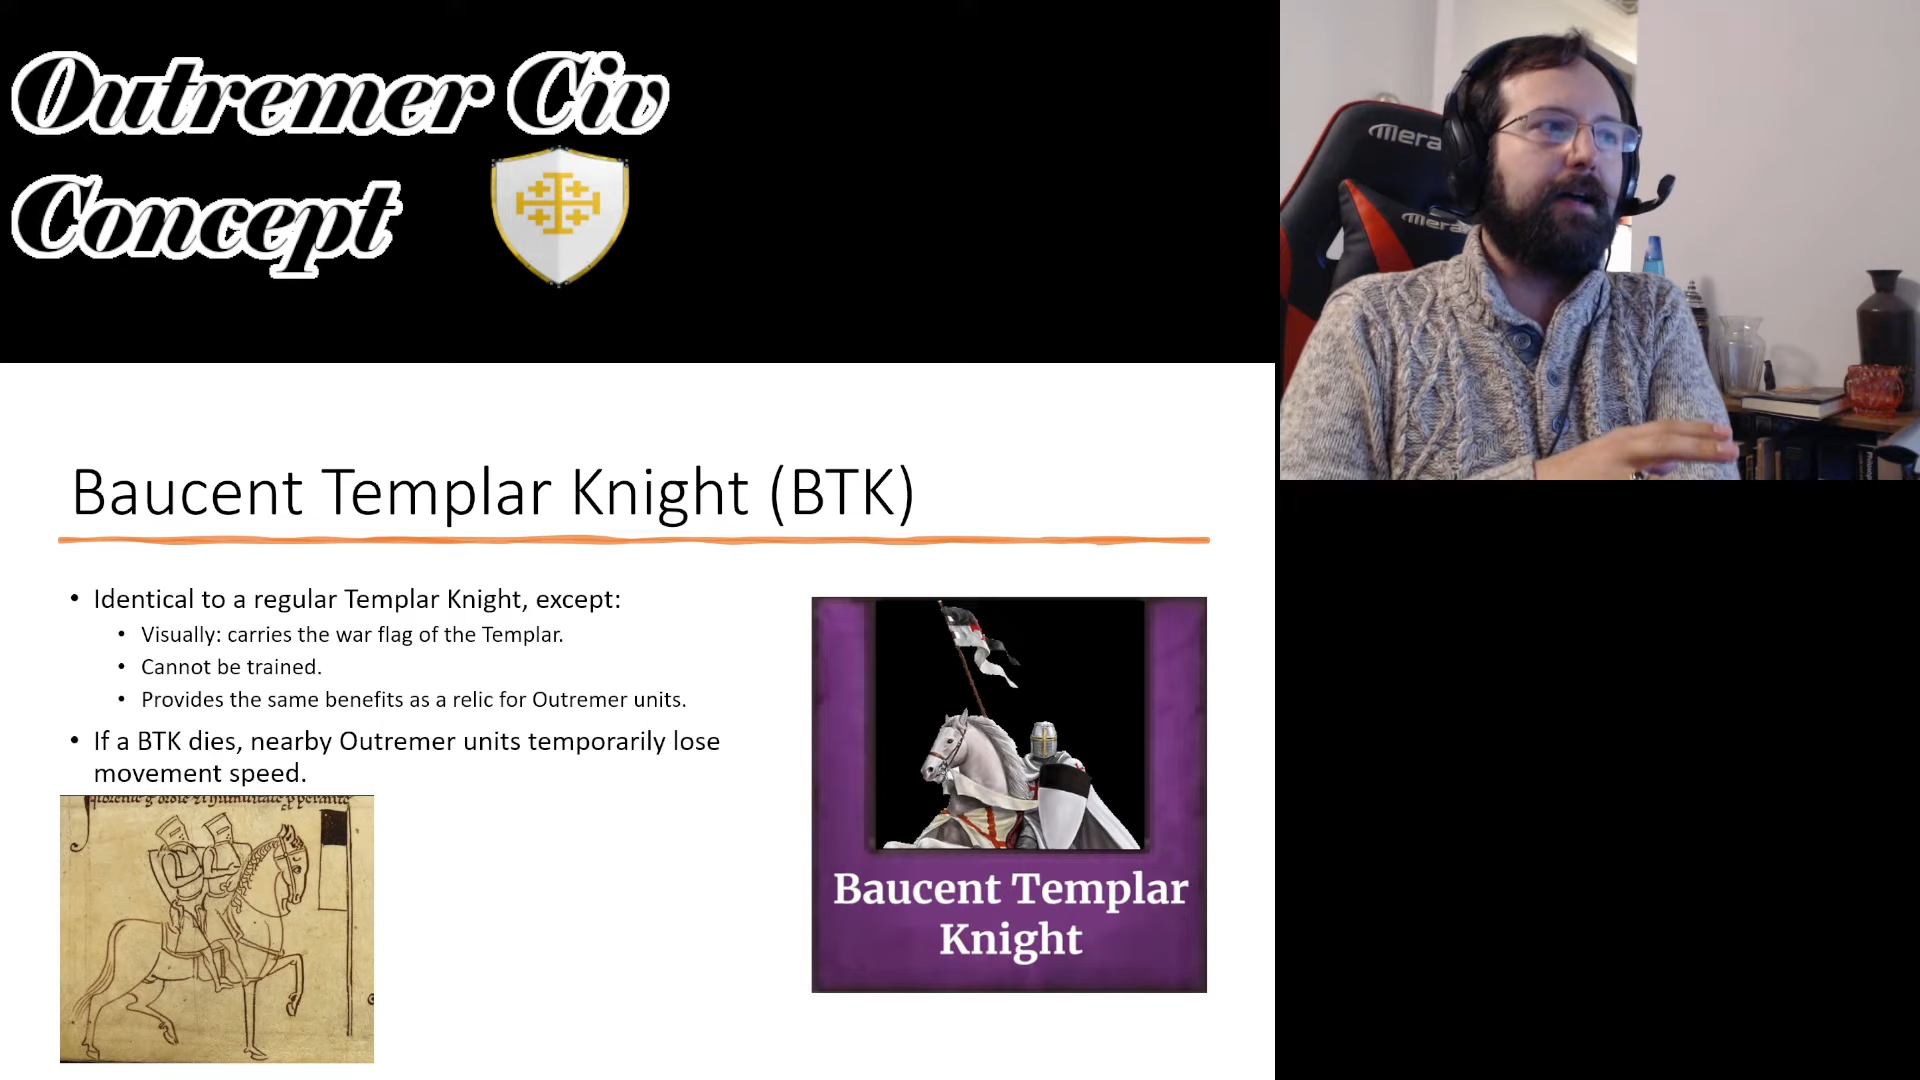 Outremer Civ
Concept
Baucent Templar Knight (BTK)
• Identical to a regular Templar Knight, except:
• Visually: carries the war flag of the Templar.
• Cannot be trained.
• Provides the same benefits as a relic for Outremer units.
• If a BTK dies, nearby Outremer units temporarily lose
movement speed.
Baucent Templar
Knight
Mera
Mera